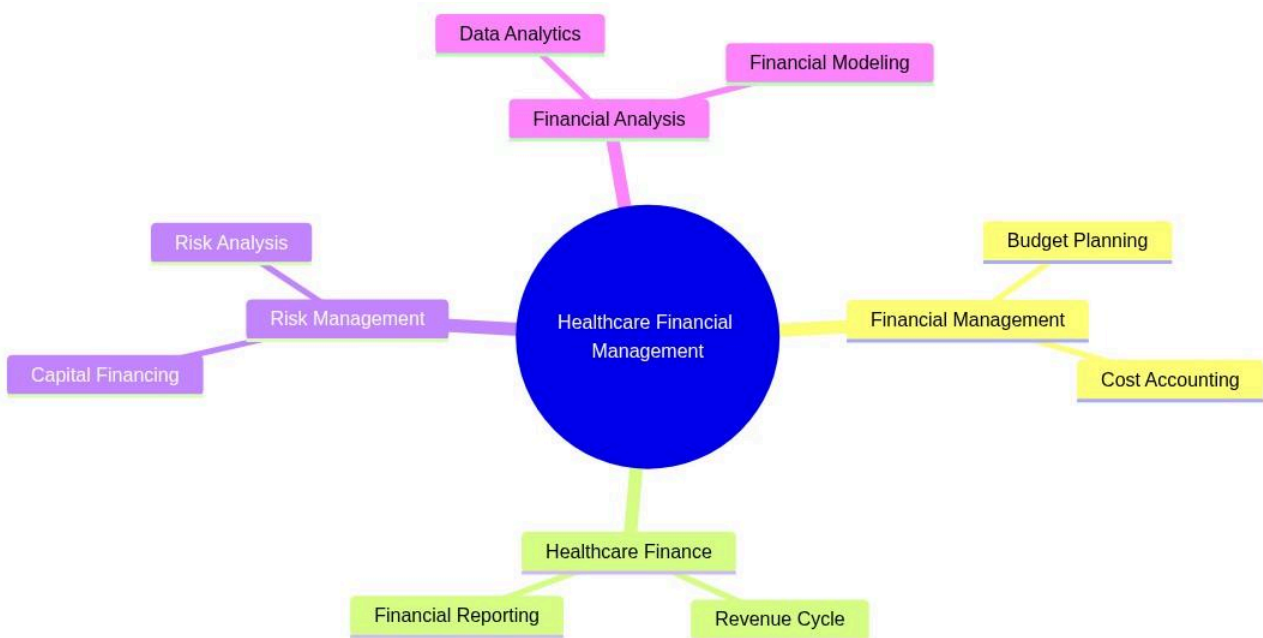 Data Analytics
Financial Modeling
Financial Analysis
Risk Analysis
Budget Planning
Risk Management
Healthcare Financial
Management
Financial Management
Capital Financing
Cost Accounting
Healthcare Finance
Financial Reporting
Revenue Cycle